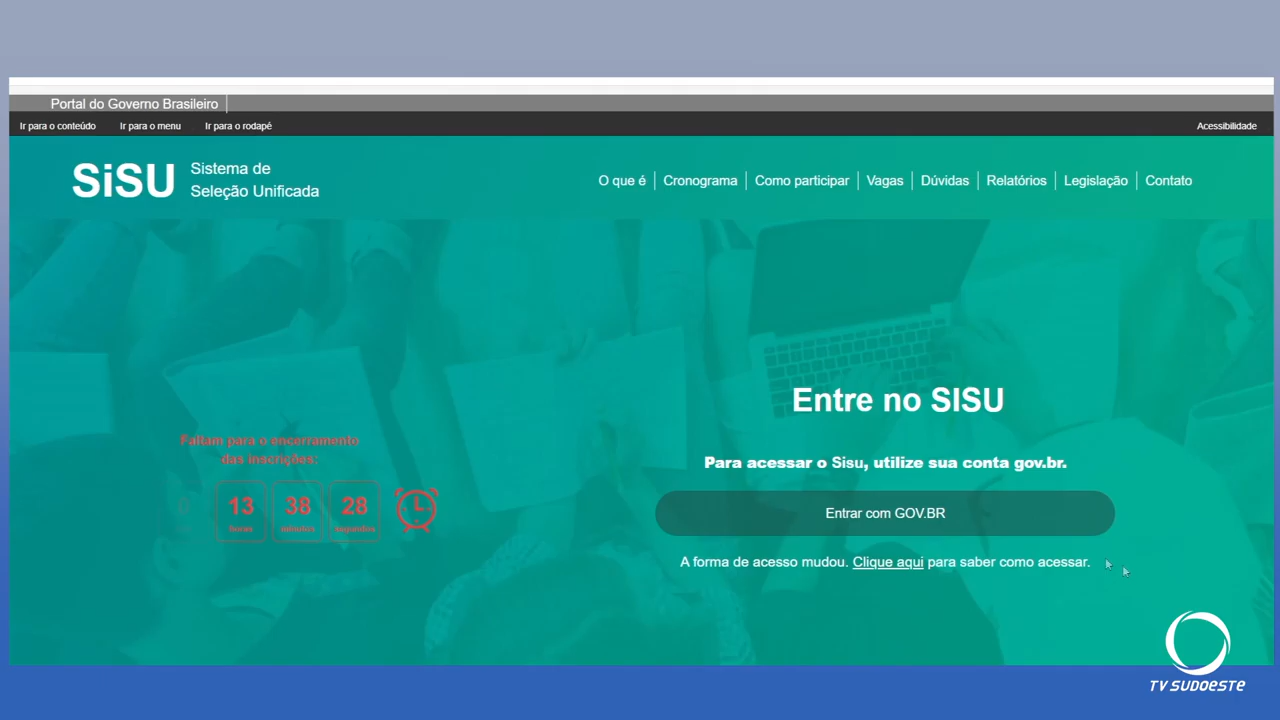 Portal do Governo Brasileiro
Ir para o conteúdo Ir para o menu Ir para o rodapé Acessibilidade
SiSU Sistema de
Seleção Unificada
O que é Cronograma Como participar Vagas Dúvidas Relatórios Legislação Contato
Entre no SISU
Faltam para o encerramento
das inscrições:
Para acessar o Sisu, utilize sua conta gov.br.
0 13 38 28
horas minutos segundos
Entrar com GOV.BR
A forma de acesso mudou. Clique aqui para saber como acessar.
TV SUDOESTE